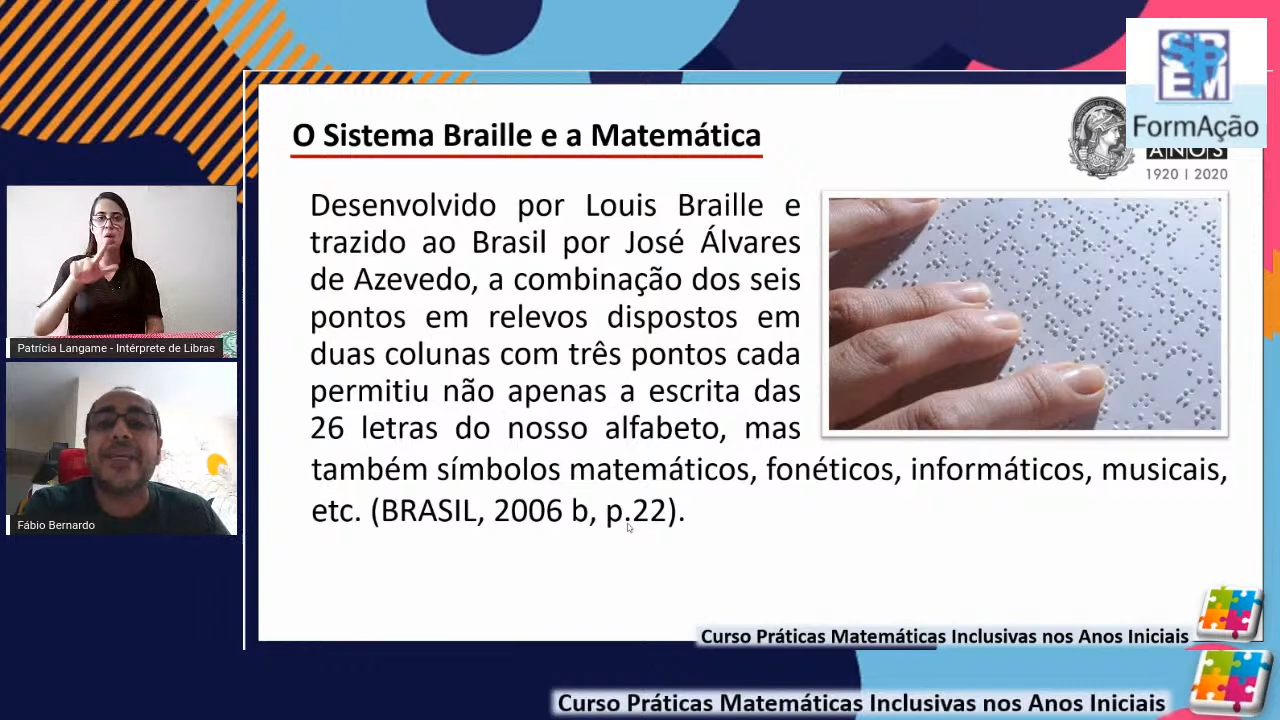 SBEM
FormAção
O Sistema Braille e a Matemática
ANOS
1920 | 2020
Desenvolvido por Louis Braille e
trazido ao Brasil por José Álvares
de Azevedo, a combinação dos seis
pontos em relevos dispostos em
duas colunas com três pontos cada
permitiu não apenas a escrita das
26 letras do nosso alfabeto, mas
também símbolos matemáticos, fonéticos, informáticos, musicais,
etc. (BRASIL, 2006 b, p.22).
Patrícia Langame - Intérprete de Libras
Fábio Bernardo
Curso Práticas Matemáticas Inclusivas nos Anos Iniciais
Curso Práticas Matemáticas Inclusivas nos Anos Iniciais